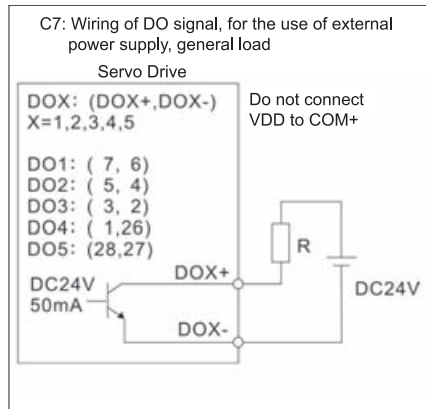 C7: Wiring of DO signal, for the use of external
power supply, general load
Servo Drive
DOX: (DOX+,DOX-)
X=1,2,3,4,5
Do not connect
VDD to COM+
DO1: ( 7, 6)
DO2: ( 5, 4)
DO3: ( 3, 2)
DO4: ( 1,26)
DO5: (28,27)
R
DOX+
DC24V
50mA
DC24V
DOX-